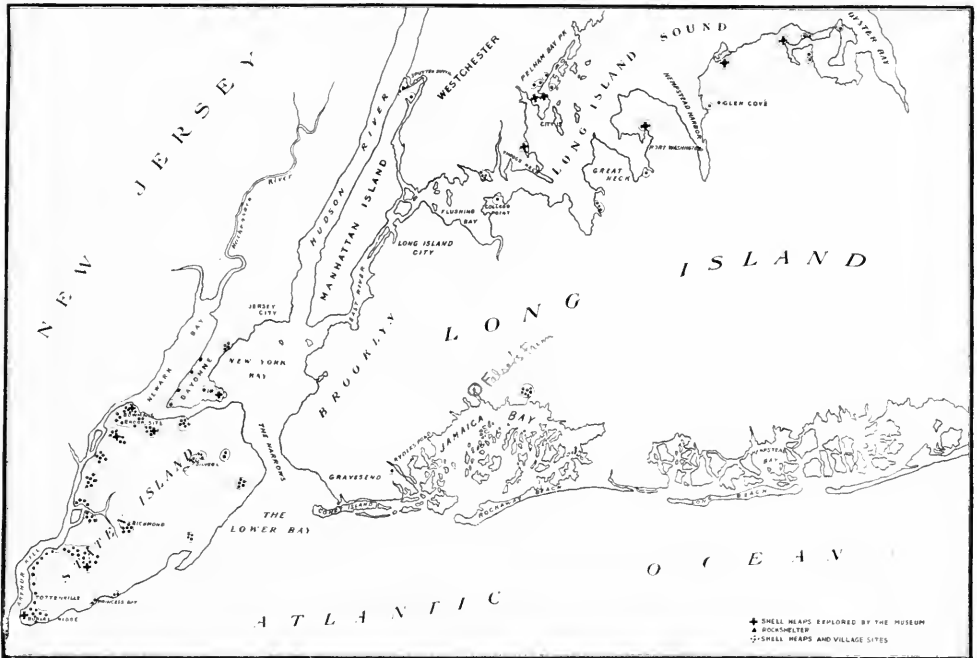 NEW JERSEY
HUDSON RIVER
MANHATTAN ISLAND
WESTCHESTER
PELHAM BAY PK
LONG ISLAND SOUND
OYSTER BAY
HEMPSTEAD HARBOR
GLEN COVE
PORT WASHINGTON
GREAT NECK
COLLEGE POINT
FLUSHING BAY
LONG ISLAND CITY
EAST RIVER
River
JERSEY CITY
NEWARK BAY
BAYONNE
NEW YORK BAY
BROOKLYN
LONG ISLAND
JAMAICA BAY
THE NARROWS
GRAVESEND
CONEY ISLAND
ROCKAWAY BEACH
LONG BEACH
BAY
THE LOWER BAY
STATEN ISLAND
RICHMOND
ARTHUR KILL
TOTTENVILLE
PRINCESS BAY
ATLANTIC OCEAN
✚ SHELL HEAPS EXPLORED BY THE MUSEUM
▲ ROCKSHELTER
SHELL HEAPS AND VILLAGE SITES